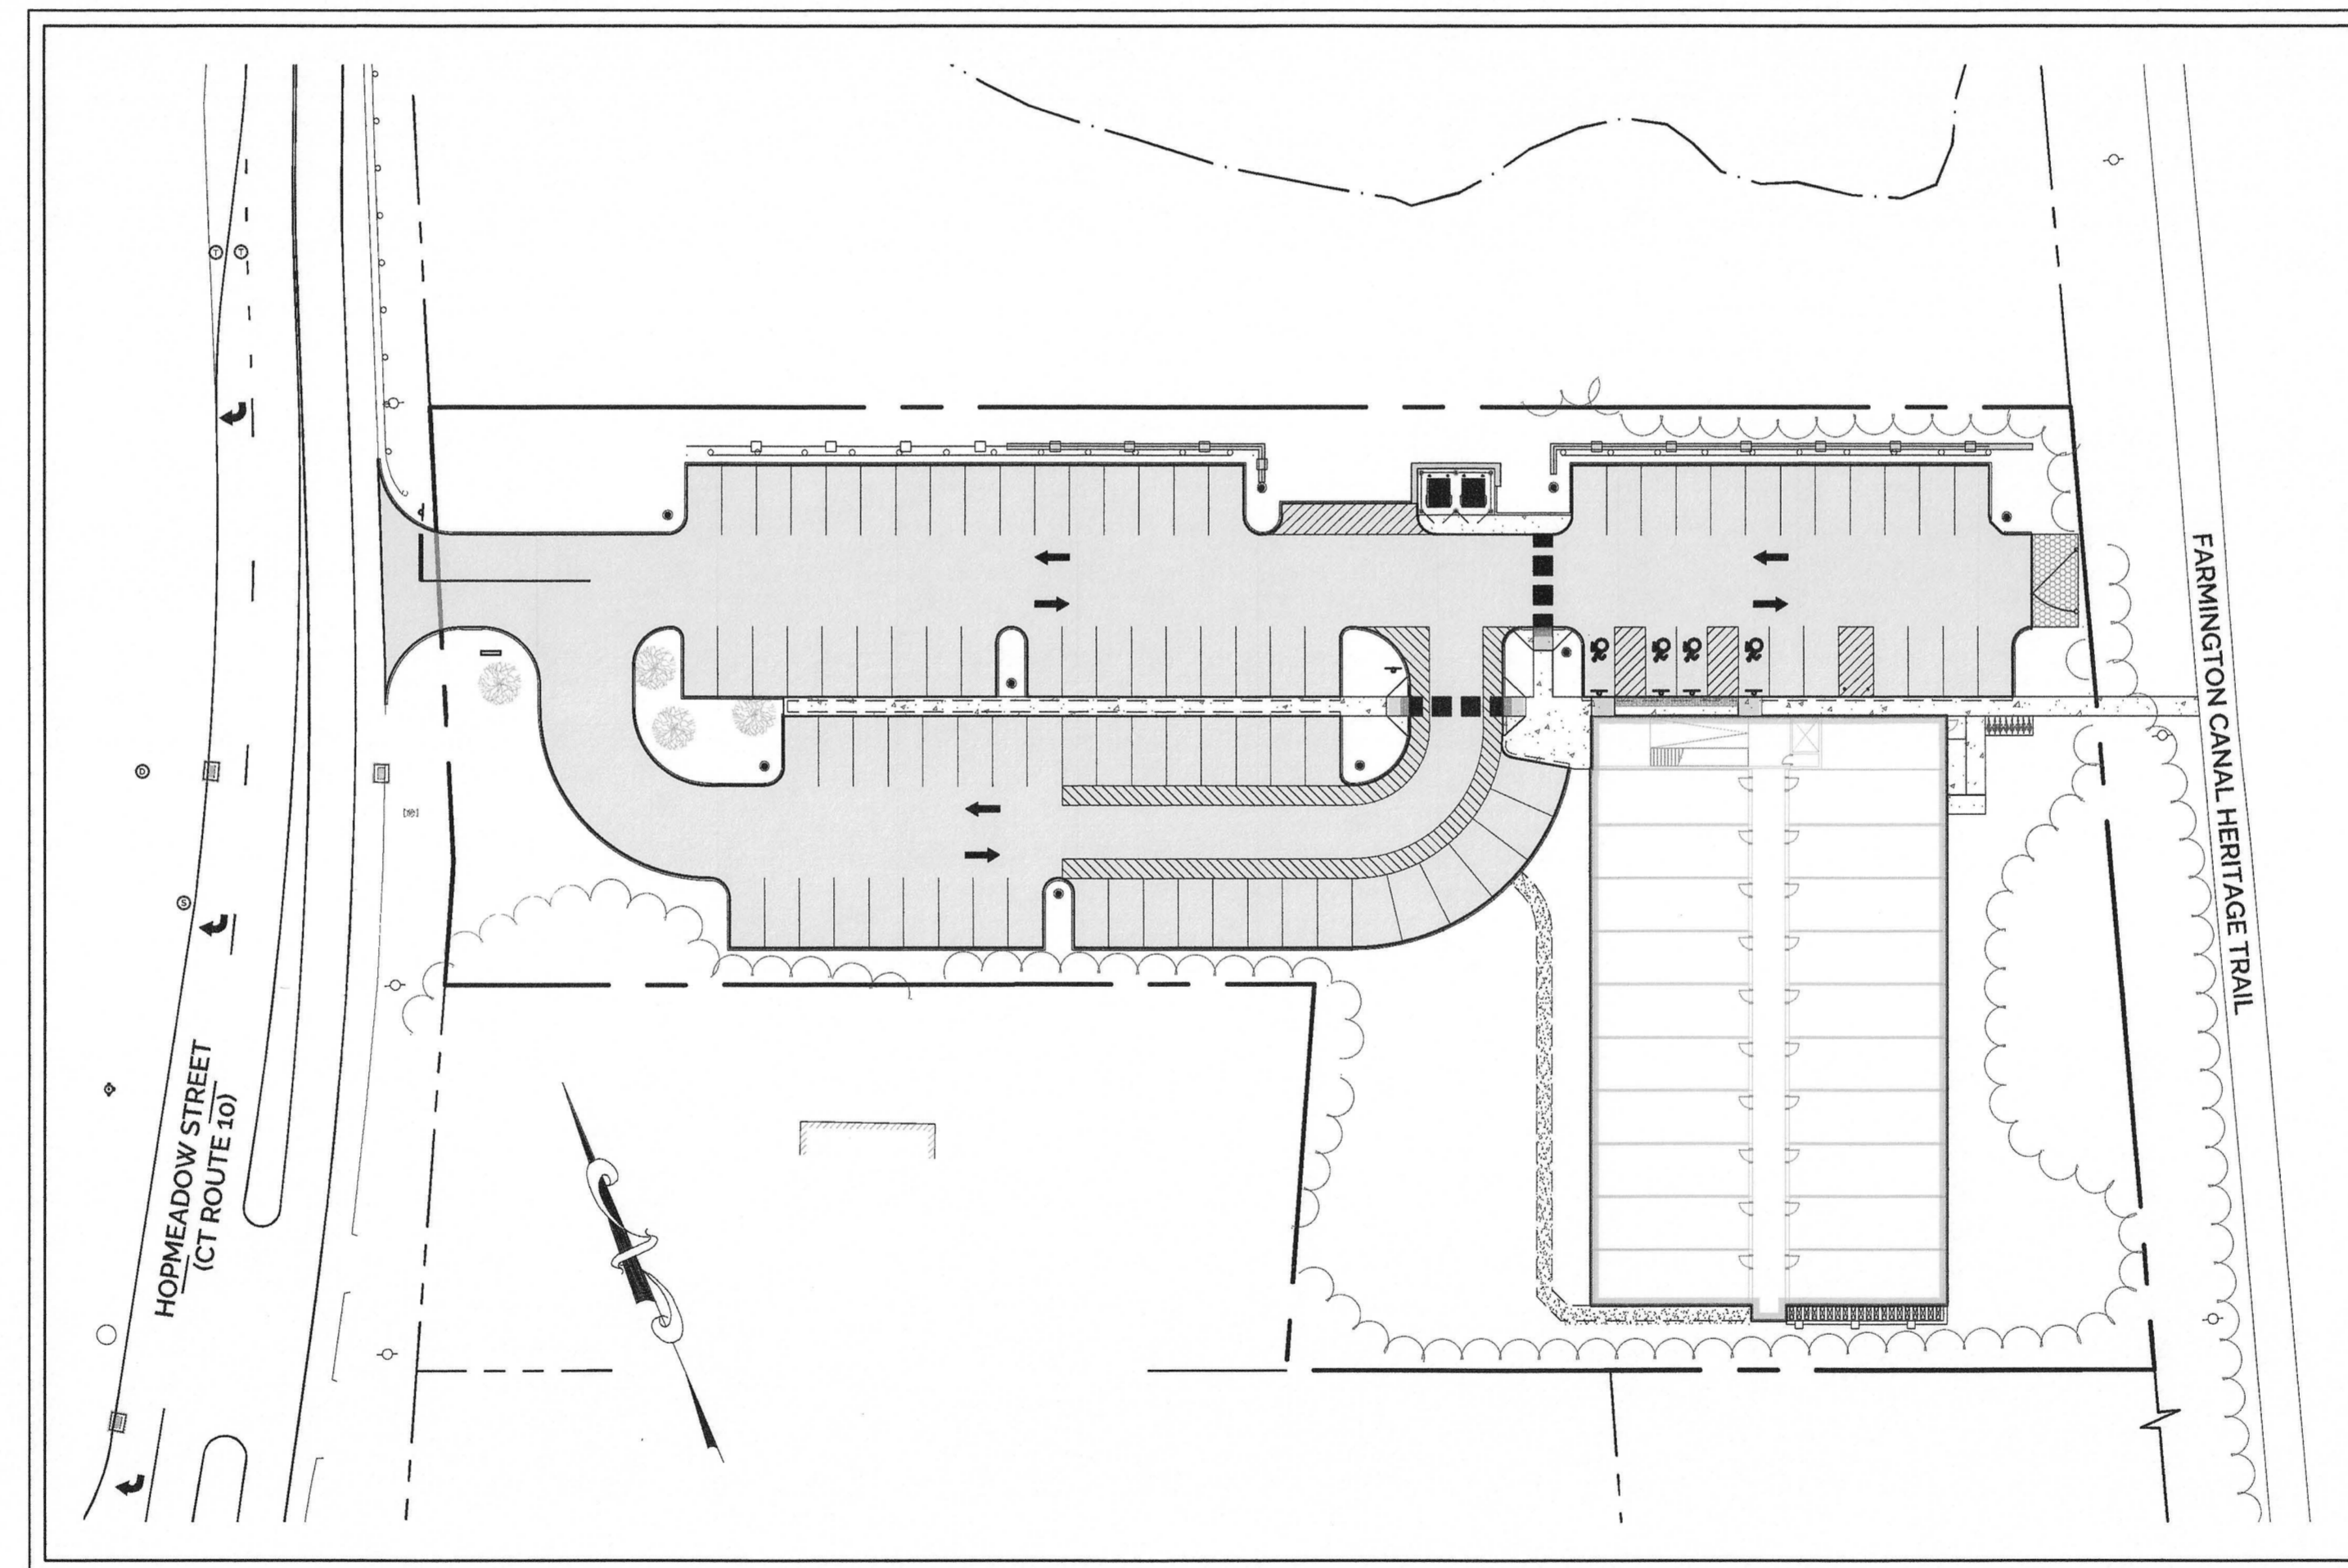 HOPMEADOW STREET
(CT ROUTE 10)
FARMINGTON CANAL HERITAGE TRAIL
T
T
D
S